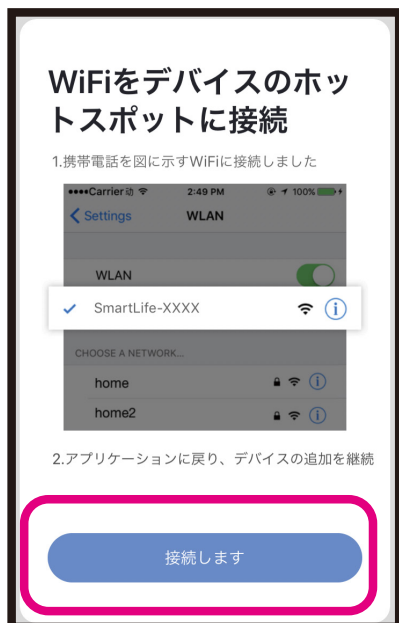 WiFiをデバイスのホッ
トスポットに接続
1.携帯電話を図に示すWiFiに接続しました
●●●●Carrier 2:49 PM 100%
Settings WLAN
WLAN
SmartLife-XXXX
CHOOSE A NETWORK...
home
home2
2.アプリケーションに戻り、デバイスの追加を継続
接続します